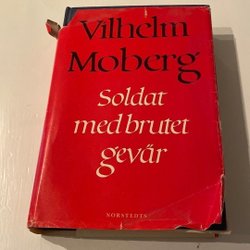 Vilhelm
Moberg
Soldat
med brutet
gevär
NORSTEDTS